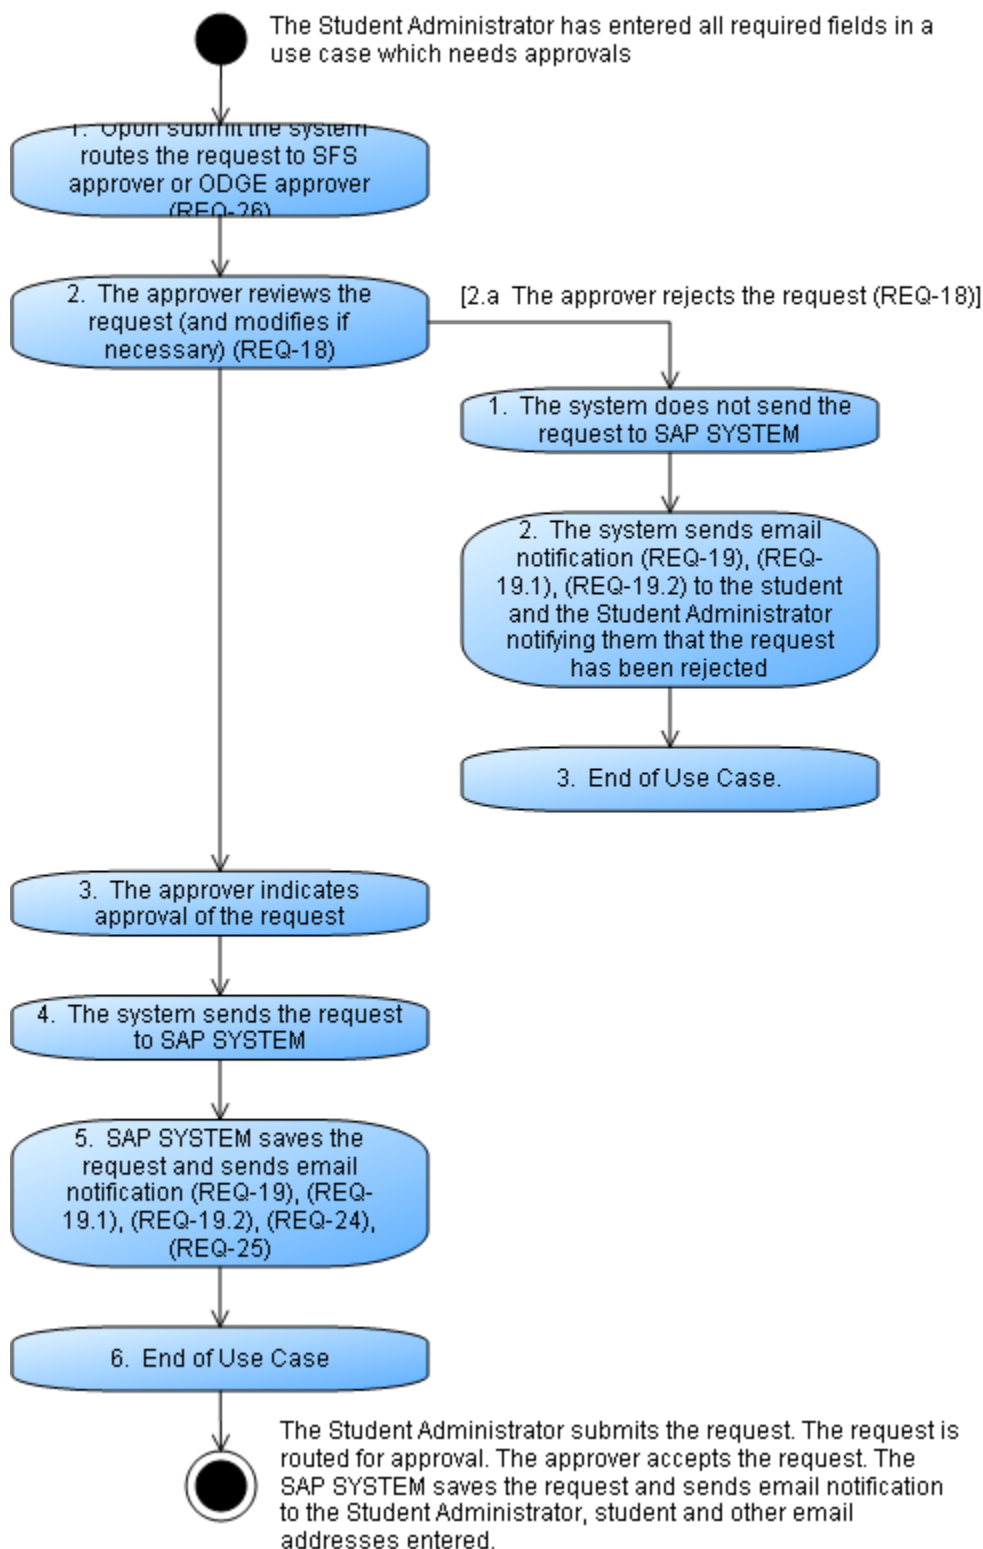 The Student Administrator has entered all required fields in a
use case which needs approvals
1. Upon submit the system
routes the request to SFS
approver or ODGE approver
(REQ-26)
2. The approver reviews the
request (and modifies if
necessary) (REQ-18)
[2.a The approver rejects the request (REQ-18)]
1. The system does not send the
request to SAP SYSTEM
2. The system sends email
notification (REQ-19), (REQ-
19.1), (REQ-19.2) to the student
and the Student Administrator
notifying them that the request
has been rejected
3. End of Use Case.
3. The approver indicates
approval of the request
4. The system sends the request
to SAP SYSTEM
5. SAP SYSTEM saves the
request and sends email
notification (REQ-19), (REQ-
19.1), (REQ-19.2), (REQ-24),
(REQ-25)
6. End of Use Case
The Student Administrator submits the request. The request is
routed for approval. The approver accepts the request. The
SAP SYSTEM saves the request and sends email notification
to the Student Administrator, student and other email
addresses entered.